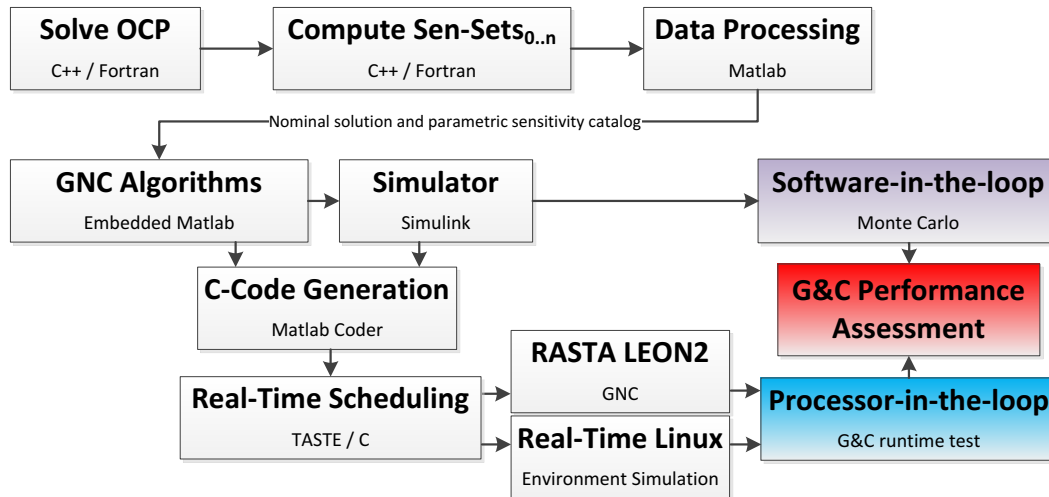 Solve OCP
C++ / Fortran
Compute Sen-Sets0..n
C++ / Fortran
Data Processing
Matlab
Nominal solution and parametric sensitivity catalog
GNC Algorithms
Embedded Matlab
Simulator
Simulink
Software-in-the-loop
Monte Carlo
C-Code Generation
Matlab Coder
G&C Performance
Assessment
RASTA LEON2
GNC
Real-Time Scheduling
TASTE / C
Processor-in-the-loop
G&C runtime test
Real-Time Linux
Environment Simulation